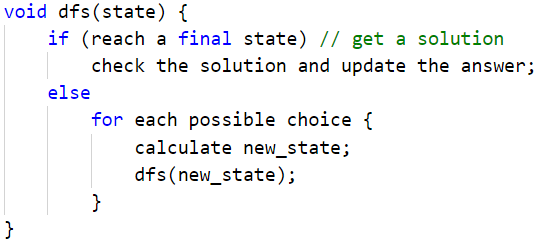 void dfs(state) {
    if (reach a final state) // get a solution
        check the solution and update the answer;
    else
        for each possible choice {
            calculate new_state;
            dfs(new_state);
        }
}